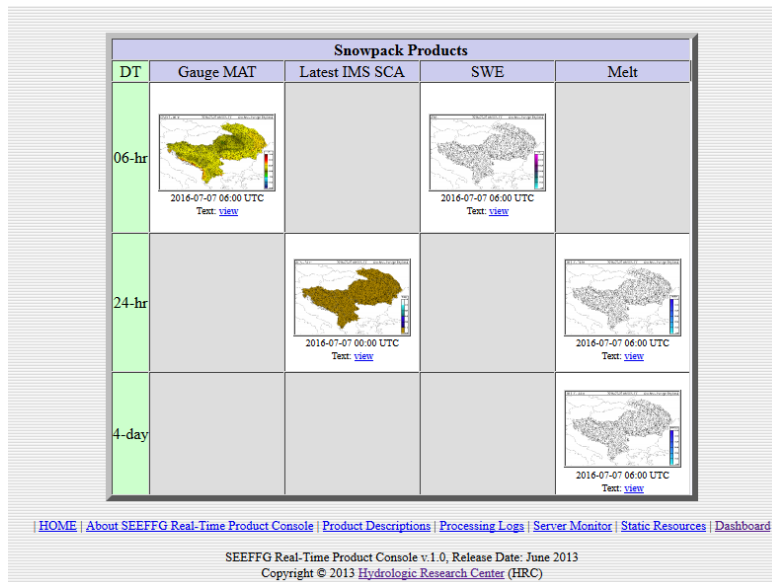 Snowpack Products
DT Gauge MAT Latest IMS SCA SWE Melt
06-hr
2016-07-07 06:00 UTC
Text: view
2016-07-07 06:00 UTC
Text: view
24-hr
2016-07-07 00:00 UTC
Text: view
2016-07-07 06:00 UTC
Text: view
4-day
2016-07-07 06:00 UTC
Text: view
| HOME | About SEEFFG Real-Time Product Console | Product Descriptions | Processing Logs | Server Monitor | Static Resources | Dashboard
SEEFFG Real-Time Product Console v.1.0, Release Date: June 2013
Copyright © 2013 Hydrologic Research Center (HRC)